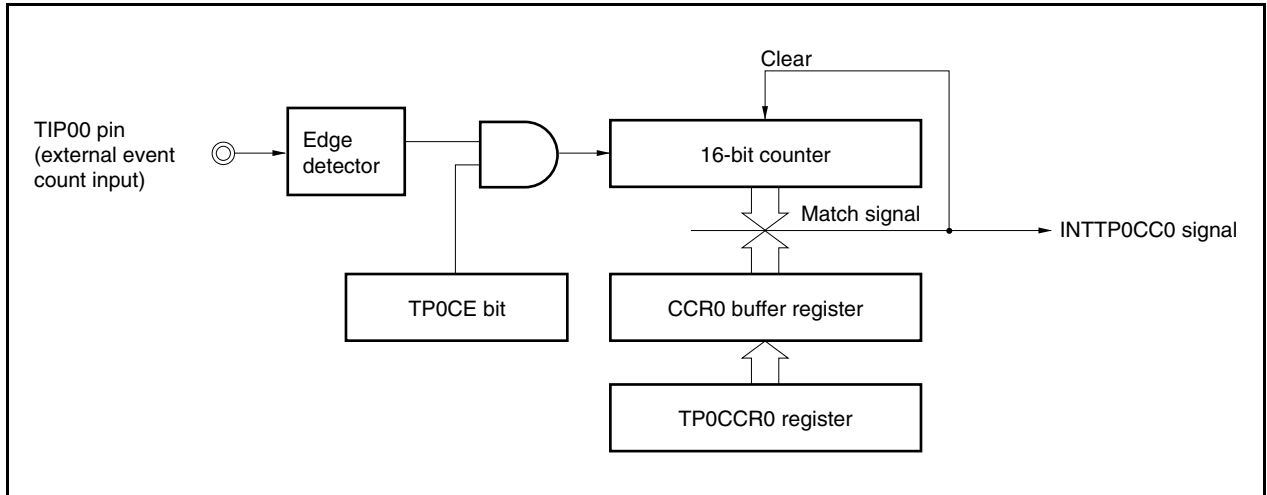 Clear
TIP00 pin
(external event
count input)
Edge
detector
16-bit counter
Match signal
INTTP0CC0 signal
TP0CE bit
CCR0 buffer register
TP0CCR0 register